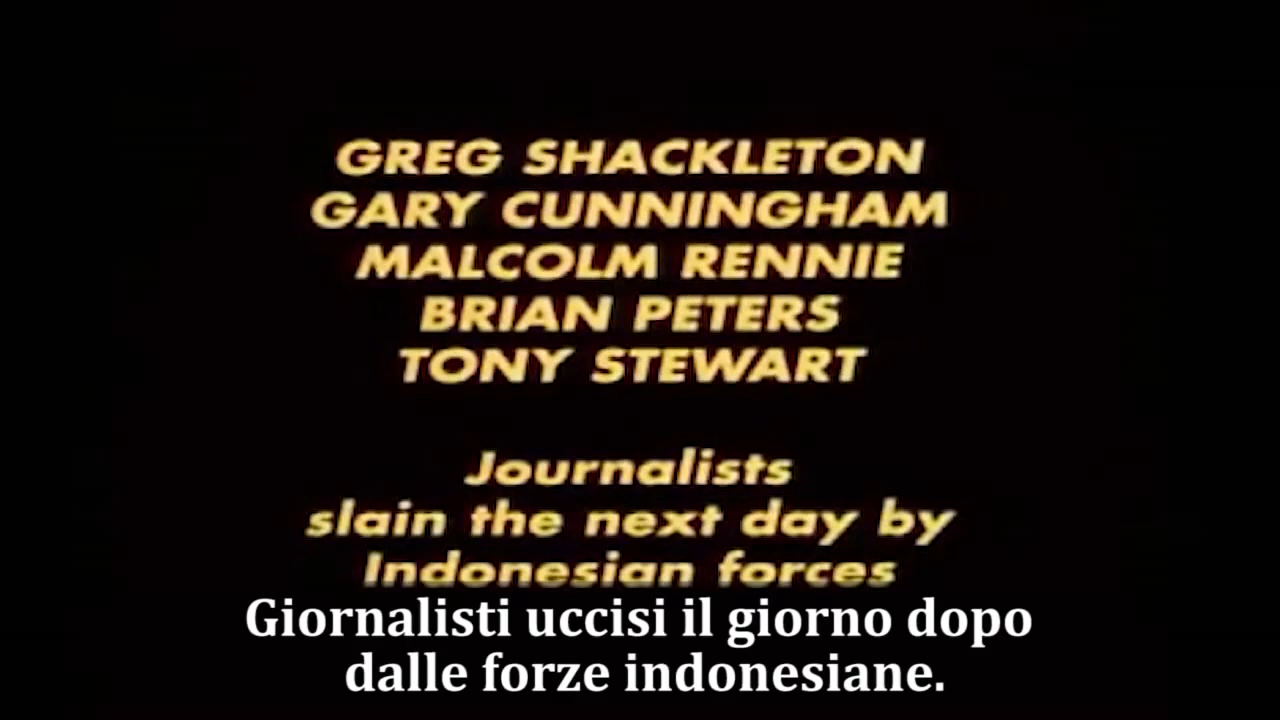 GREG SHACKLETON
GARY CUNNINGHAM
MALCOLM RENNIE
BRIAN PETERS
TONY STEWART
Journalists
slain the next day by
Indonesian forces
Giornalisti uccisi il giorno dopo
dalle forze indonesiane.